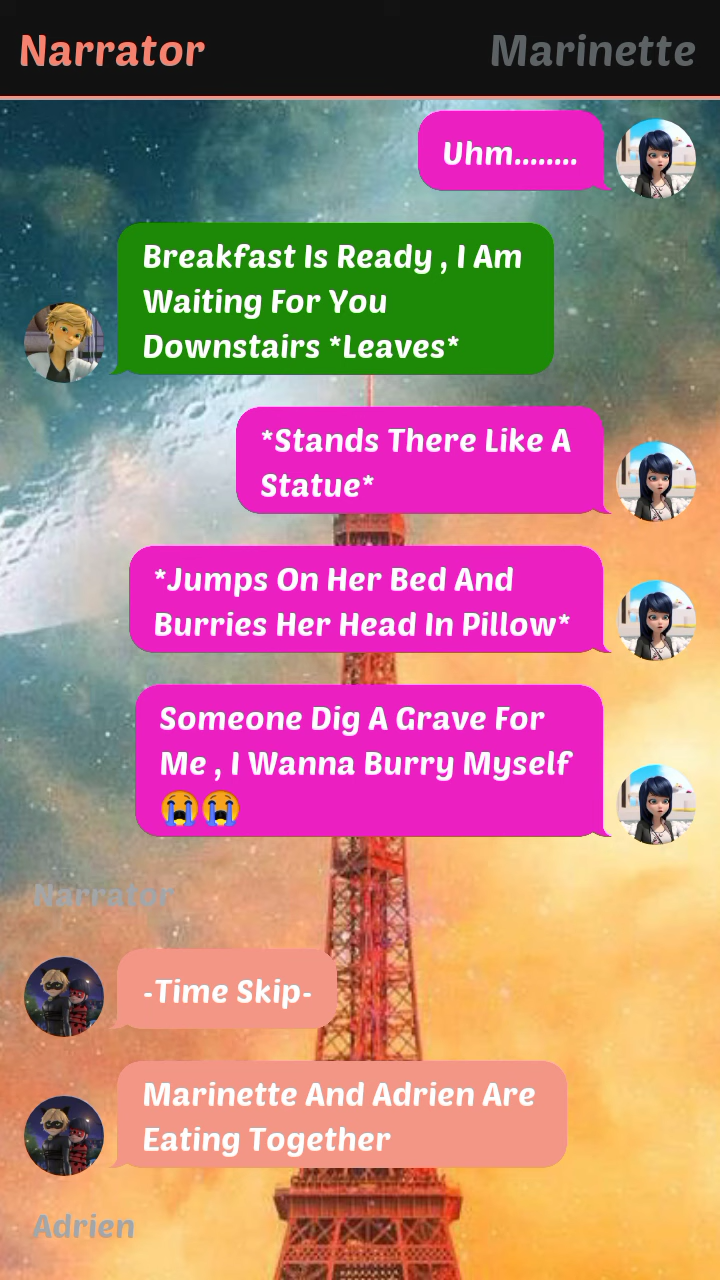 Narrator
Marinette
Uhm........
Breakfast Is Ready , I Am
Waiting For You
Downstairs *Leaves*
*Stands There Like A
Statue*
*Jumps On Her Bed And
Burries Her Head In Pillow*
Someone Dig A Grave For
Me , I Wanna Burry Myself
😭😭
Narrator
-Time Skip-
Marinette And Adrien Are
Eating Together
Adrien